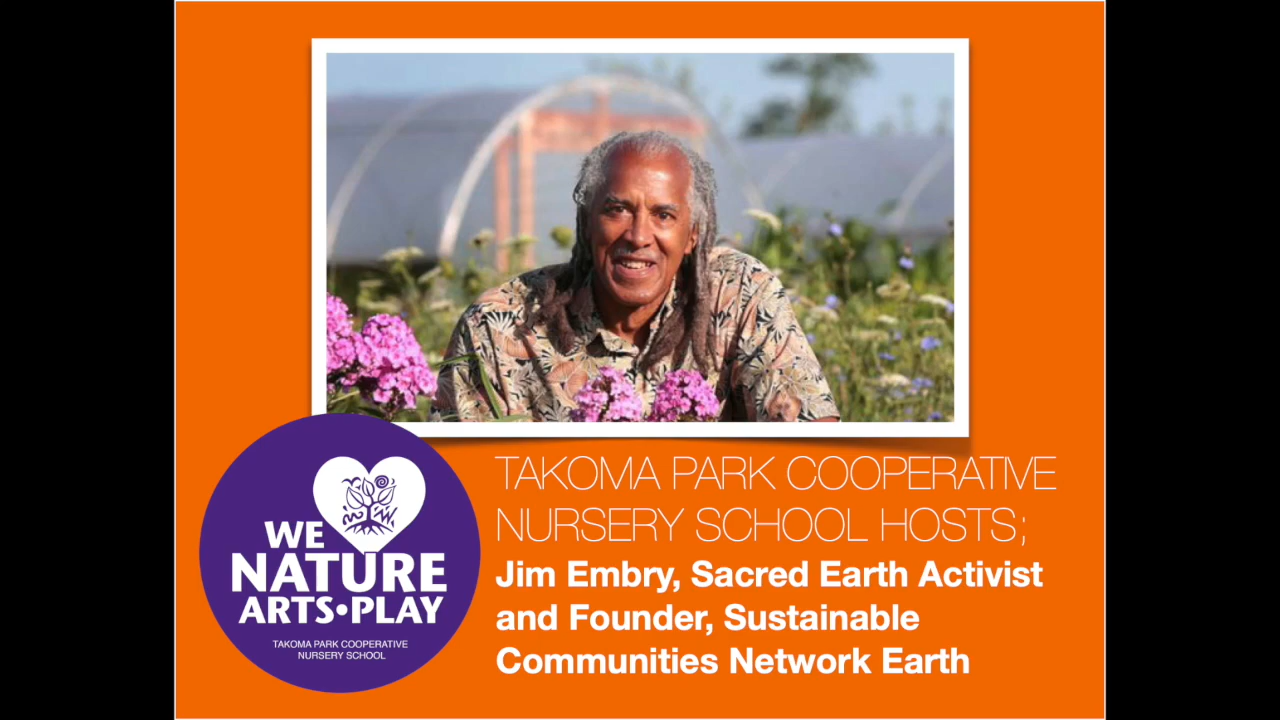 TAKOMA PARK COOPERATIVE
NURSERY SCHOOL HOSTS;
Jim Embry, Sacred Earth Activist
and Founder, Sustainable
Communities Network Earth
WE
NATURE
ARTS•PLAY
TAKOMA PARK COOPERATIVE
NURSERY SCHOOL